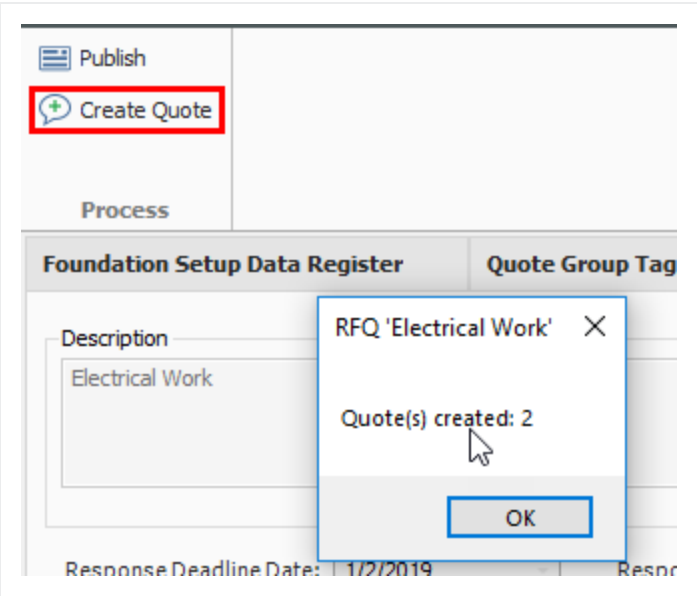 Publish
Create Quote
Process
Foundation Setup Data Register
Quote Group Tag
RFQ 'Electrical Work'
Description
Electrical Work
Quote(s) created: 2
OK
Response Deadline Date: 1/2/2019